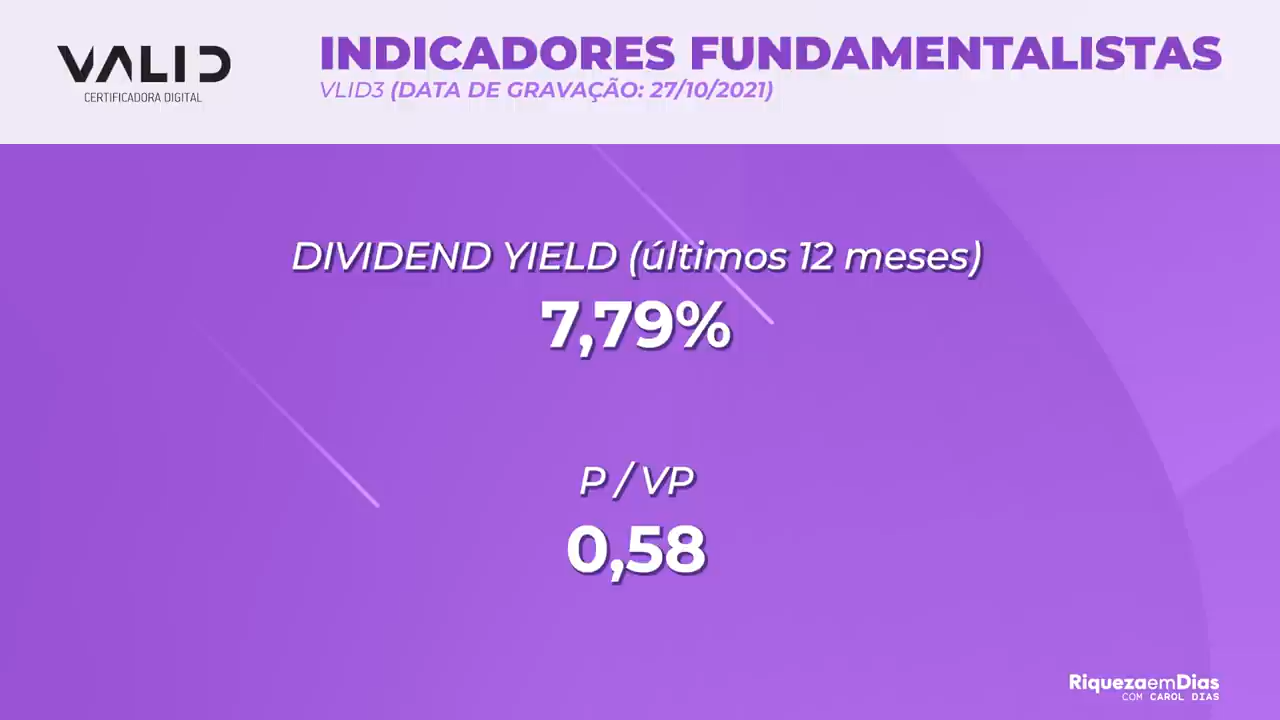 VALID
CERTIFICADORA DIGITAL
INDICADORES FUNDAMENTALISTAS
VLID3 (DATA DE GRAVAÇÃO: 27/10/2021)
DIVIDEND YIELD (últimos 12 meses)
7,79%
P / VP
0,58
RiquezaemDias
COM CAROL DIAS